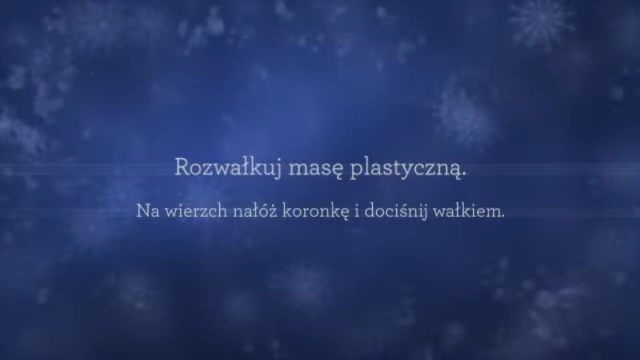 Rozwałkuj masę plastyczną.
Na wierzch nałóż koronkę i dociśnij wałkiem.